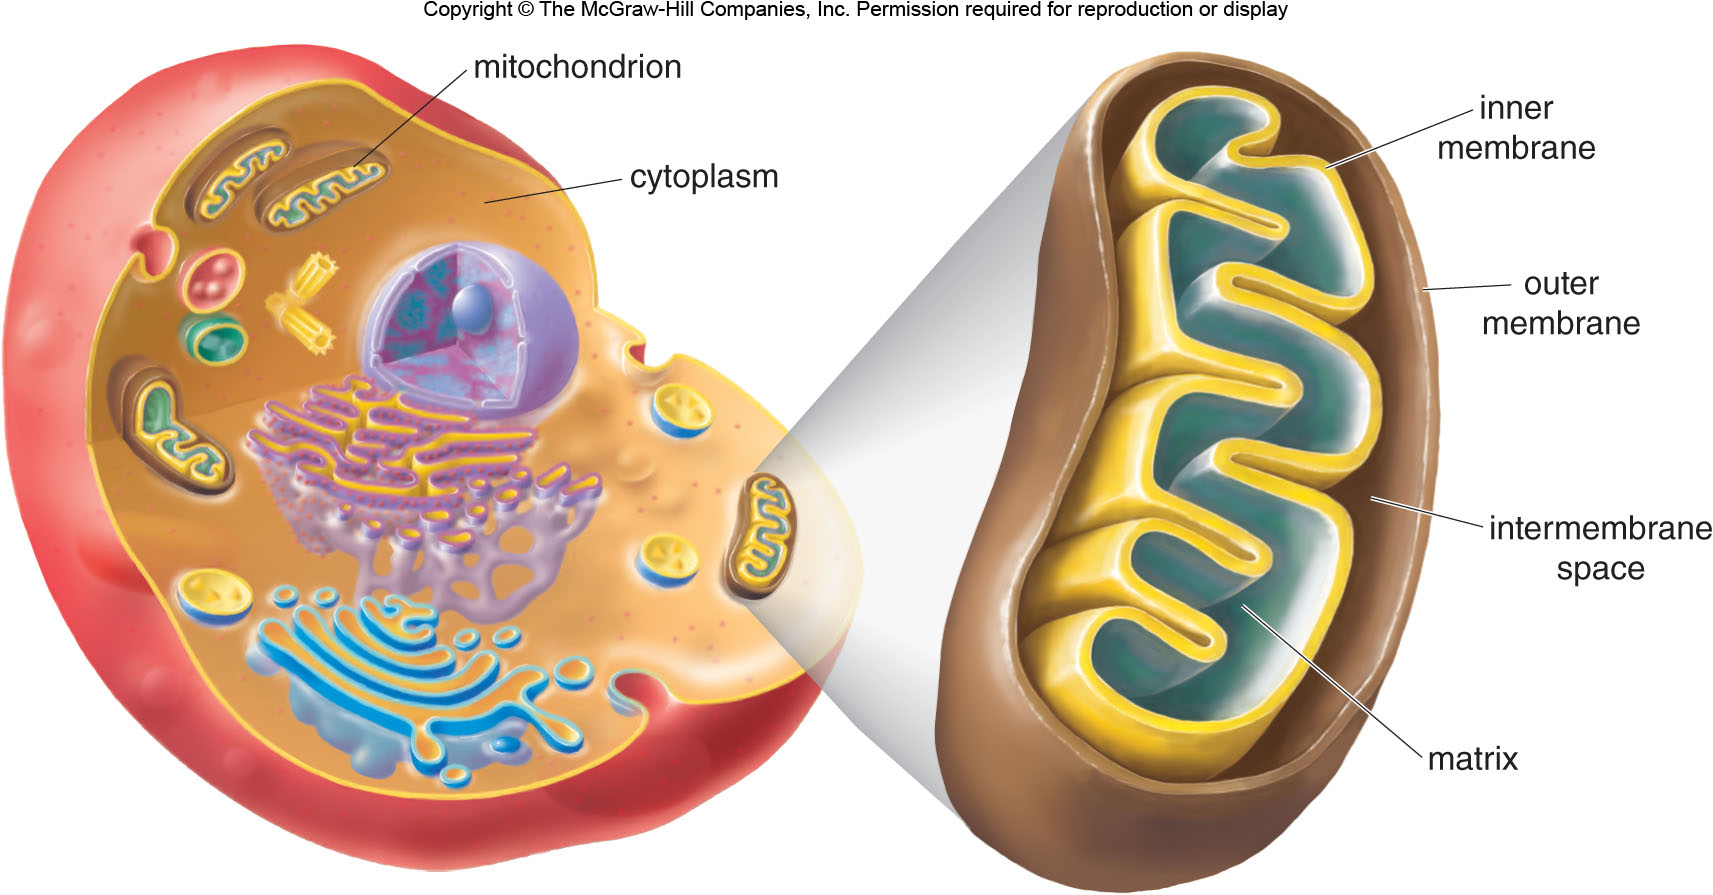 Copyright © The McGraw-Hill Companies, Inc. Permission required for reproduction or display
mitochondrion
cytoplasm
inner
membrane
outer
membrane
intermembrane
space
matrix